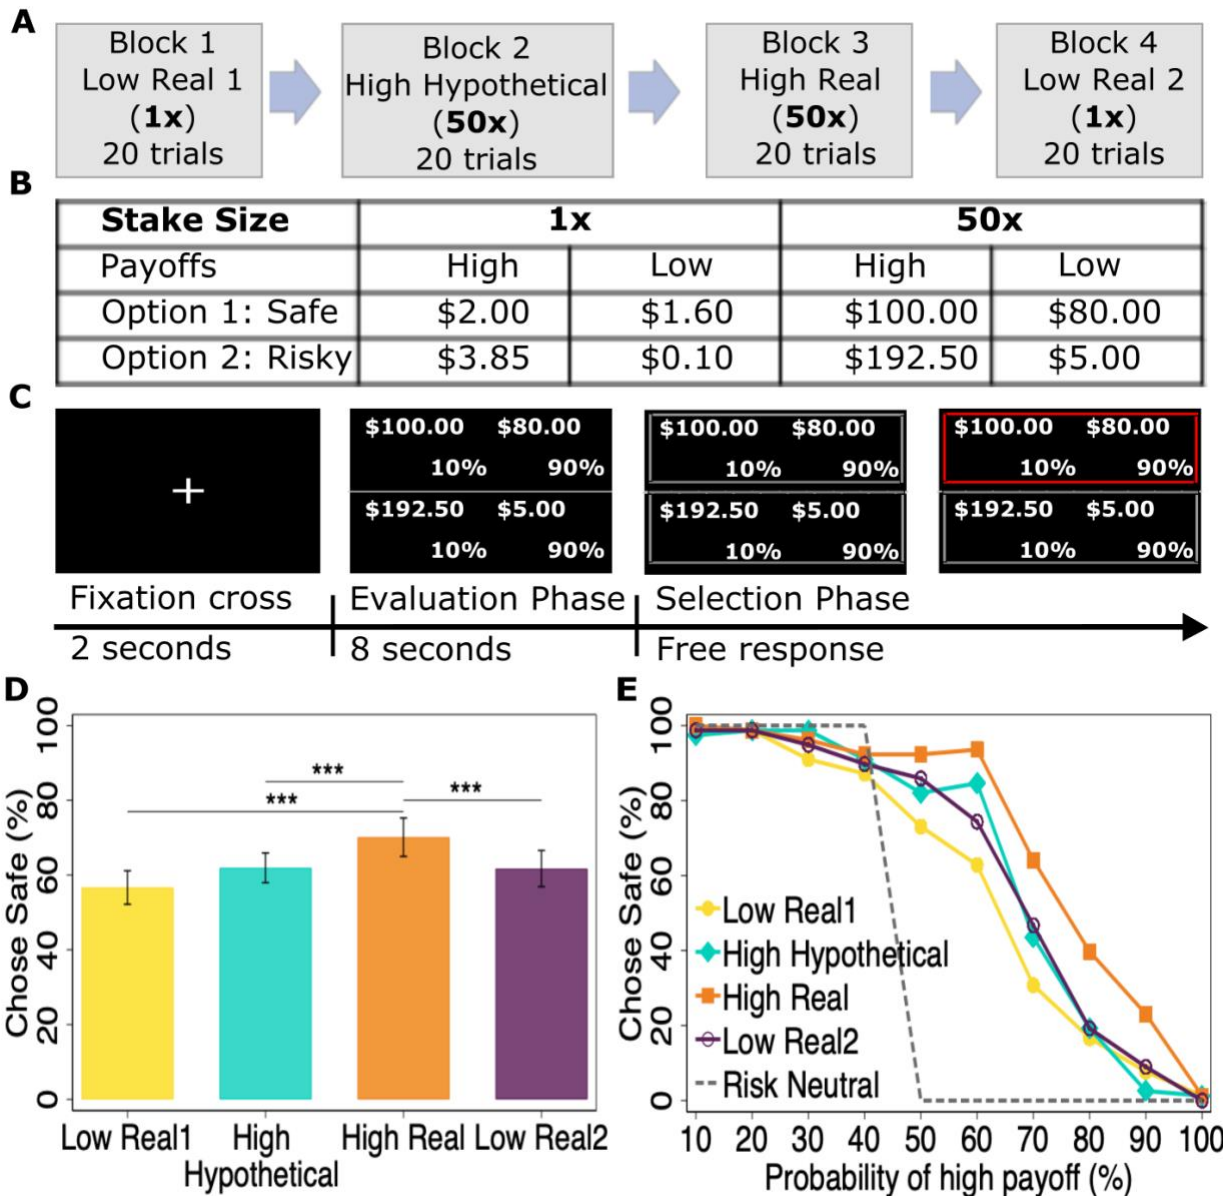 A
Block 1
Low Real 1
(1x)
20 trials
Block 2
High Hypothetical
(50x)
20 trials
Block 3
High Real
(50x)
20 trials
Block 4
Low Real 2
(1x)
20 trials
B
Stake Size 1x 50x
Payoffs High Low High Low
Option 1: Safe $2.00 $1.60 $100.00 $80.00
Option 2: Risky $3.85 $0.10 $192.50 $5.00
C
$100.00 $80.00
10% 90%
$192.50 $5.00
10% 90%
$100.00 $80.00
10% 90%
$192.50 $5.00
10% 90%
$100.00 $80.00
10% 90%
$192.50 $5.00
10% 90%
Fixation cross Evaluation Phase Selection Phase
2 seconds 8 seconds Free response
D
Chose Safe (%)
100
80
60
40
20
0
***
***
***
Low Real1
High
Hypothetical
High Real
Low Real2
E
Chose Safe (%)
100
80
60
40
20
0
Low Real1
High Hypothetical
High Real
Low Real2
Risk Neutral
10 20 30 40 50 60 70 80 90 100
Probability of high payoff (%)